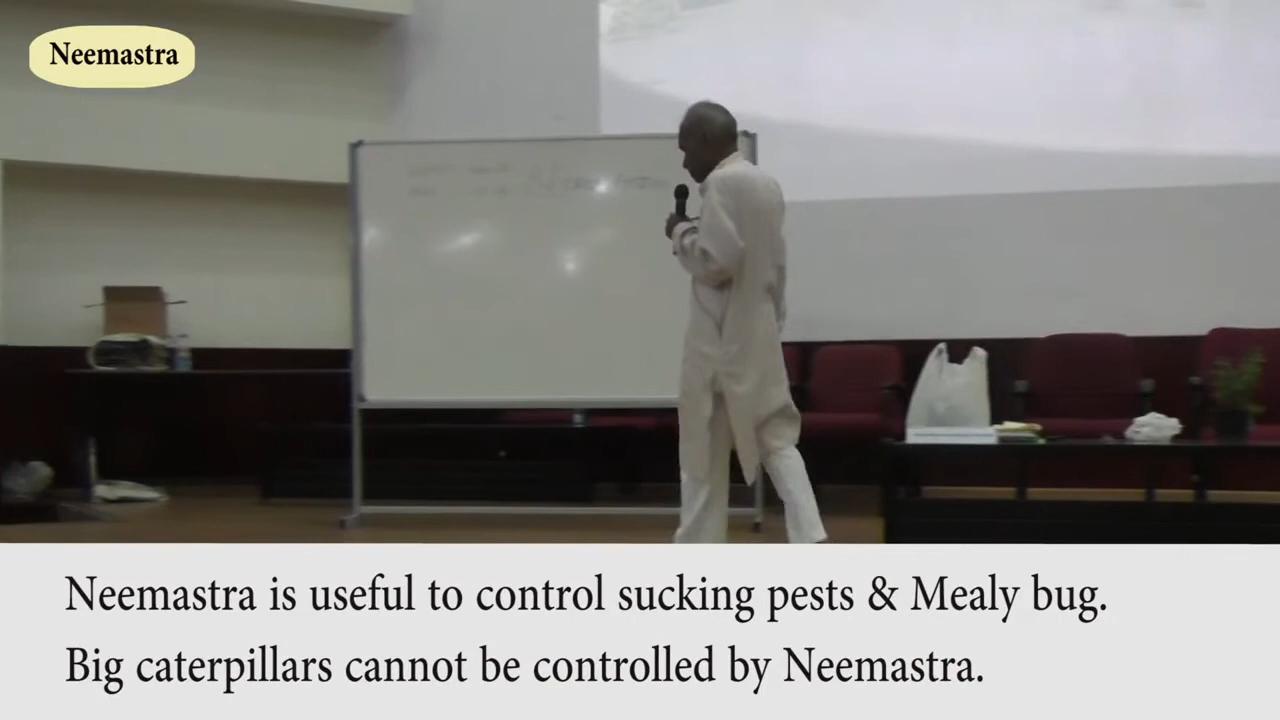 Neemastra
Neemastra is useful to control sucking pests & Mealy bug.
Big caterpillars cannot be controlled by Neemastra.